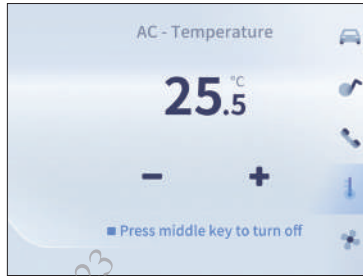 AC - Temperature
25.5 °C
− +
■ Press middle key to turn off